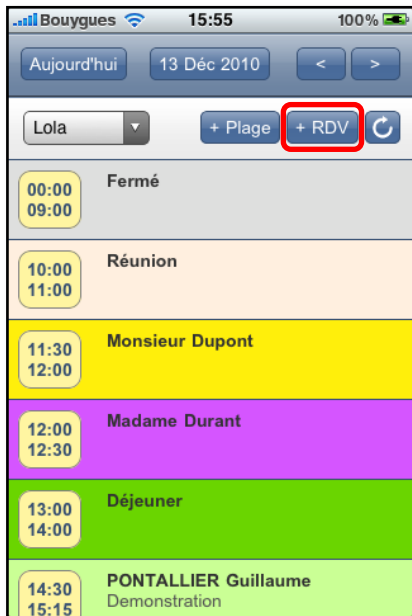 Bouygues 15:55 100%
Aujourd'hui 13 Déc 2010 < >
Lola + Plage + RDV
00:00 Fermé
09:00
10:00 Réunion
11:00
11:30 Monsieur Dupont
12:00
12:00 Madame Durant
12:30
13:00 Déjeuner
14:00
14:30 PONTALLIER Guillaume
15:15 Demonstration